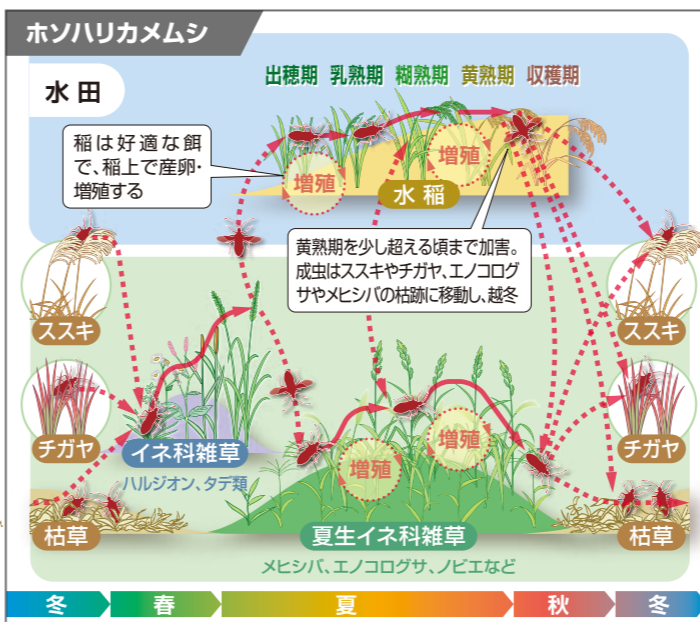 ホソハリカメムシ
水田
出穂期 乳熟期 糊熟期 黄熟期 収穫期
稲は好適な餌
で、稲上で産卵・
増殖する
増殖
増殖
水稲
黄熟期を少し超える頃まで加害。
成虫はススキやチガヤ、エノコログ
サやメヒシバの枯跡に移動し、越冬
ススキ
ススキ
チガヤ
チガヤ
イネ科雑草
ハルジオン、タデ類
増殖
増殖
枯草
夏生イネ科雑草
枯草
メヒシバ、エノコログサ、ノビエなど
冬 春 夏 秋 冬